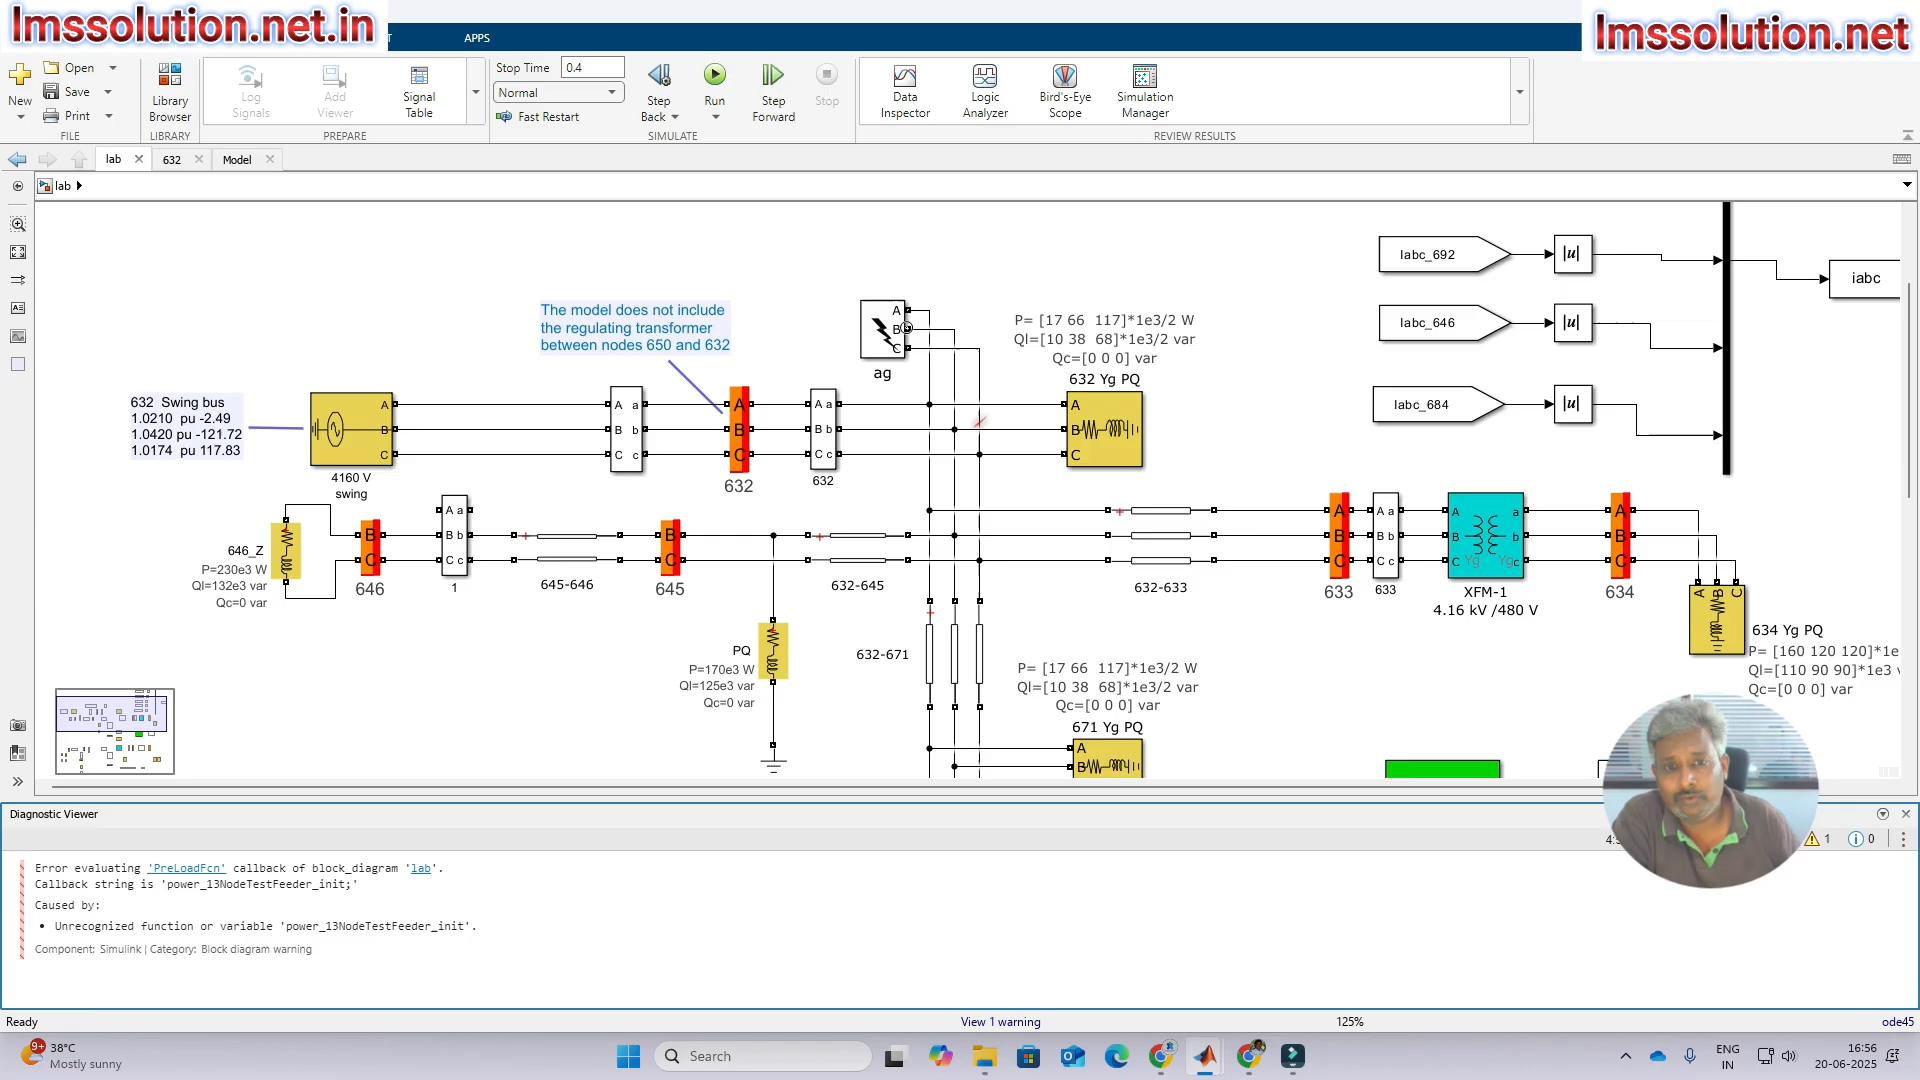 lmssolution.net.in
lmssolution.net
T
APPS
New
Open
Save
Print
FILE
Library
Browser
LIBRARY
Log
Signals
Add
Viewer
Signal
Table
PREPARE
Stop Time 0.4
Normal
Fast Restart
Step
Back
Run
Step
Forward
Stop
SIMULATE
Data
Inspector
Logic
Analyzer
Bird's-Eye
Scope
Simulation
Manager
REVIEW RESULTS
lab
632
Model
lab
The model does not include
the regulating transformer
between nodes 650 and 632
A
B
C
ag
P= [17 66 117]*1e3/2 W
Ql=[10 38 68]*1e3/2 var
Qc=[0 0 0] var
632 Yg PQ
A
B
C
Iabc_692
|u|
Iabc_646
|u|
Iabc_684
|u|
iabc
632 Swing bus
1.0210 pu -2.49
1.0420 pu -121.72
1.0174 pu 117.83
A
B
C
4160 V
swing
A a
B b
C c
A
B
C
632
A a
B b
C c
632
646_Z
P=230e3 W
Ql=132e3 var
Qc=0 var
B
C
646
A a
B b
C c
1
645-646
B
C
645
632-645
632-633
A
B
C
633
A a
B b
C c
633
A a
B b
C c
Yg Yg
XFM-1
4.16 kV /480 V
A
B
C
634
A B C
634 Yg PQ
P= [160 120 120]*1e
Ql=[110 90 90]*1e3 v
Qc=[0 0 0] var
PQ
P=170e3 W
Ql=125e3 var
Qc=0 var
632-671
P= [17 66 117]*1e3/2 W
Ql=[10 38 68]*1e3/2 var
Qc=[0 0 0] var
671 Yg PQ
A
B
Diagnostic Viewer
1
0
Error evaluating 'PreLoadFcn' callback of block_diagram 'lab'.
Callback string is 'power_13NodeTestFeeder_init;'
Caused by:
• Unrecognized function or variable 'power_13NodeTestFeeder_init'.
Component: Simulink | Category: Block diagram warning
Ready
View 1 warning
125%
ode45
9+
38°C
Mostly sunny
Search
ENG
IN
16:56
20-06-2025